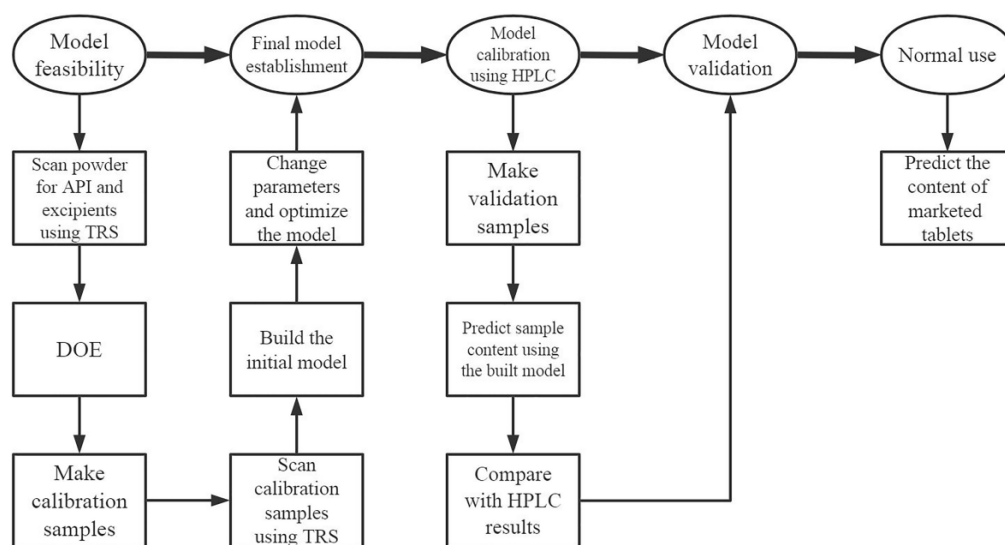 Model
feasibility
Final model
establishment
Model
calibration
using HPLC
Model
validation
Normal use
Scan powder
for API and
excipients
using TRS
Change
parameters
and optimize
the model
Make
validation
samples
Predict the
content of
marketed
tablets
DOE
Build the
initial model
Predict sample
content using
the built model
Make
calibration
samples
Scan
calibration
samples
using TRS
Compare
with HPLC
results